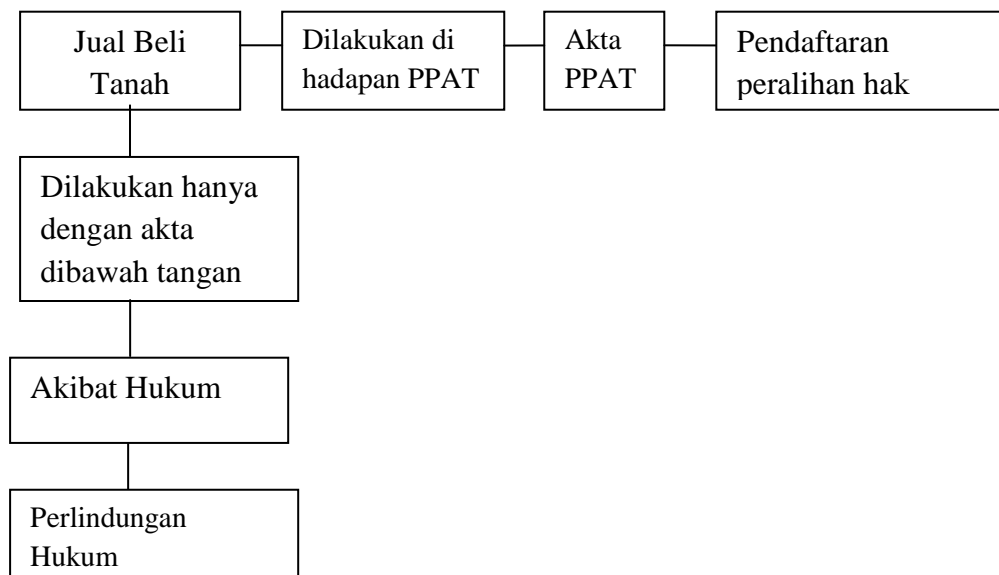 Jual Beli
Tanah
Dilakukan di
hadapan PPAT
Akta
PPAT
Pendaftaran
peralihan hak
Dilakukan hanya
dengan akta
dibawah tangan
Akibat Hukum
Perlindungan
Hukum